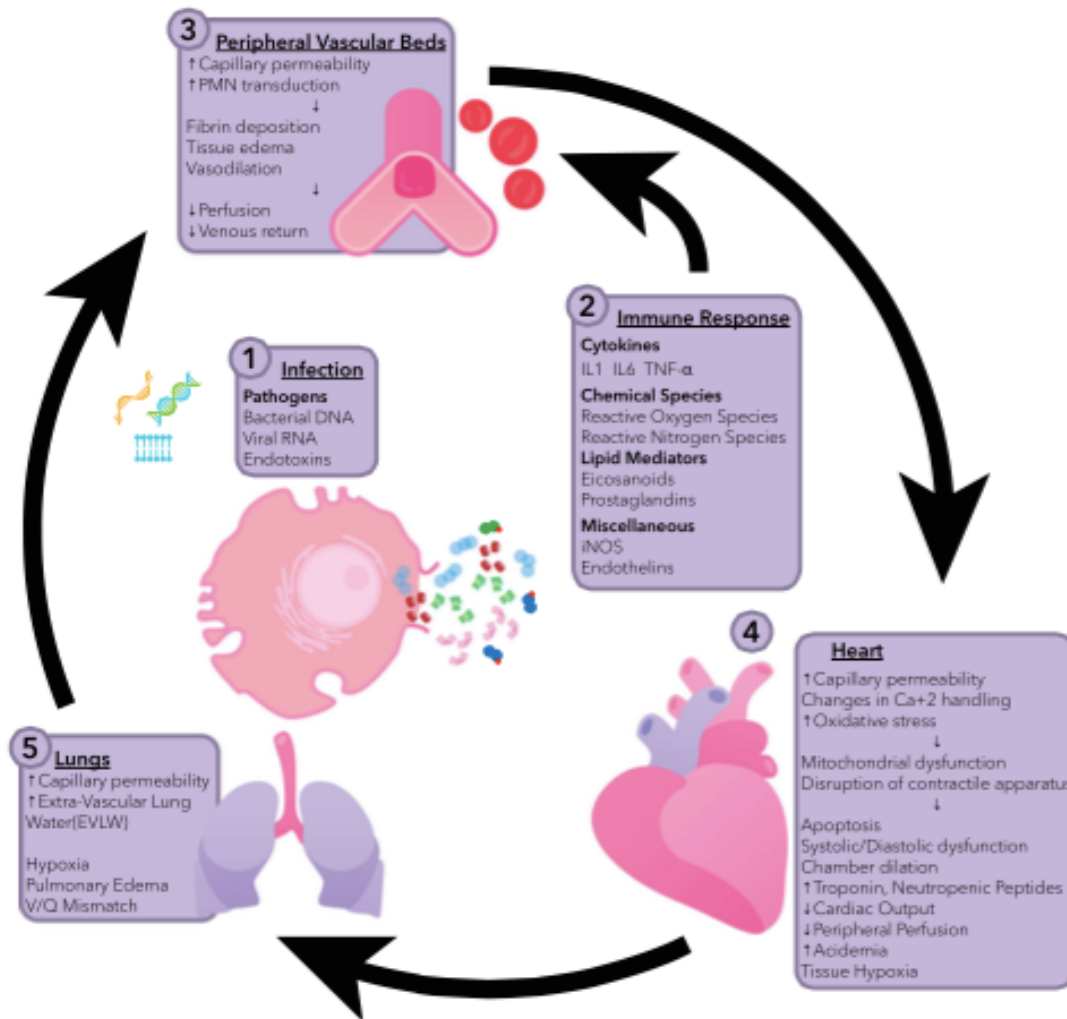 3
Peripheral Vascular Beds
↑Capillary permeability
↑PMN transduction
↓
Fibrin deposition
Tissue edema
Vasodilation
↓
↓Perfusion
↓Venous return
1
Infection
Pathogens
Bacterial DNA
Viral RNA
Endotoxins
2
Immune Response
Cytokines
IL1 IL6 TNF-α
Chemical Species
Reactive Oxygen Species
Reactive Nitrogen Species
Lipid Mediators
Eicosanoids
Prostaglandins
Miscellaneous
iNOS
Endothelins
4
Heart
↑Capillary permeability
Changes in Ca+2 handling
↑Oxidative stress
↓
Mitochondrial dysfunction
Disruption of contractile apparatus
↓
Apoptosis
Systolic/Diastolic dysfunction
Chamber dilation
↑Troponin, Neutropenic Peptides
↓Cardiac Output
↓Peripheral Perfusion
↑Acidemia
Tissue Hypoxia
5
Lungs
↑Capillary permeability
↑Extra-Vascular Lung
Water(EVLW)
Hypoxia
Pulmonary Edema
V/Q Mismatch